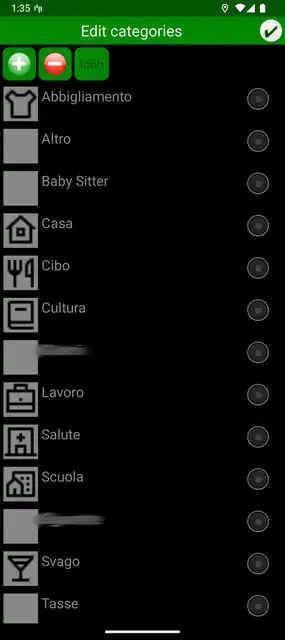 1:35
Edit categories
Icon
Abbigliamento
Altro
Baby Sitter
Casa
Cibo
Cultura
Lavoro
Salute
Scuola
Svago
Tasse